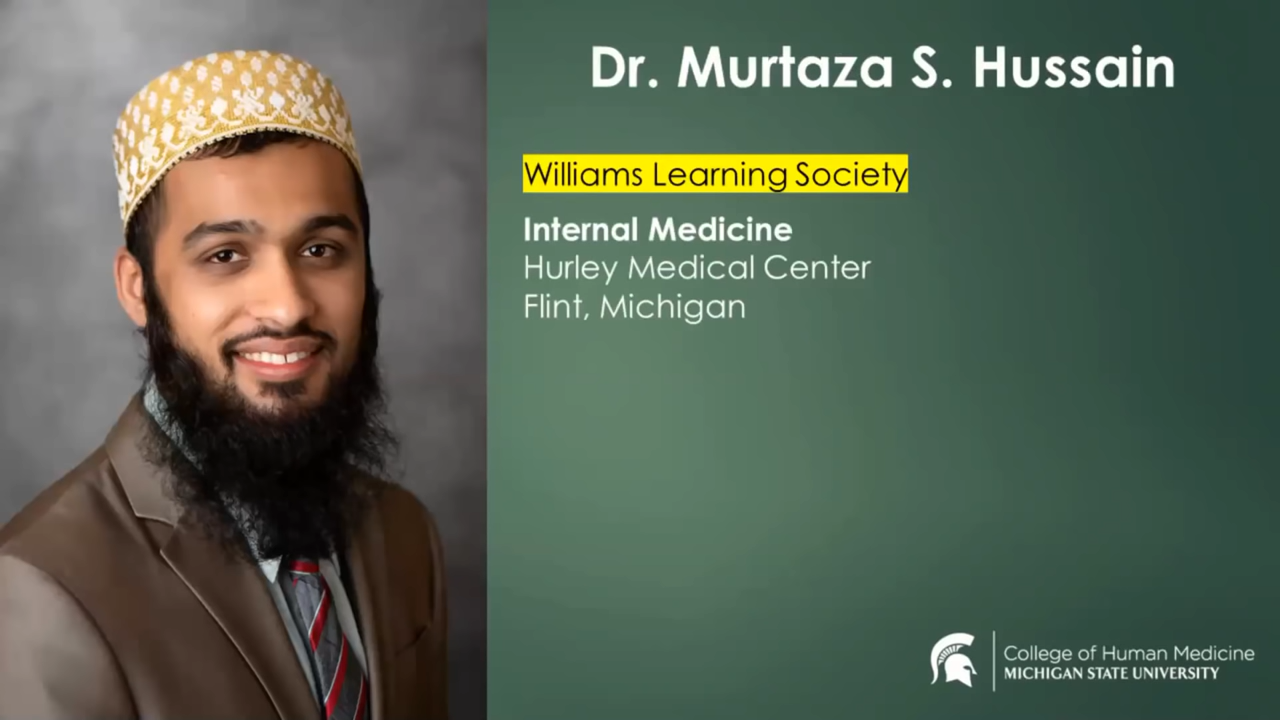 Dr. Murtaza S. Hussain
Williams Learning Society
Internal Medicine
Hurley Medical Center
Flint, Michigan
College of Human Medicine
MICHIGAN STATE UNIVERSITY